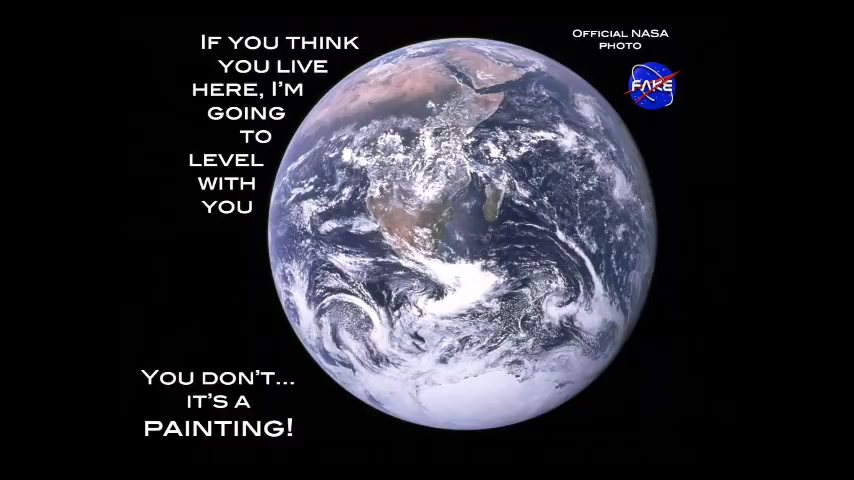 IF YOU THINK
YOU LIVE
HERE, I'M
GOING
TO
LEVEL
WITH
YOU
OFFICIAL NASA
PHOTO
FAKE
YOU DON'T...
IT'S A
PAINTING!